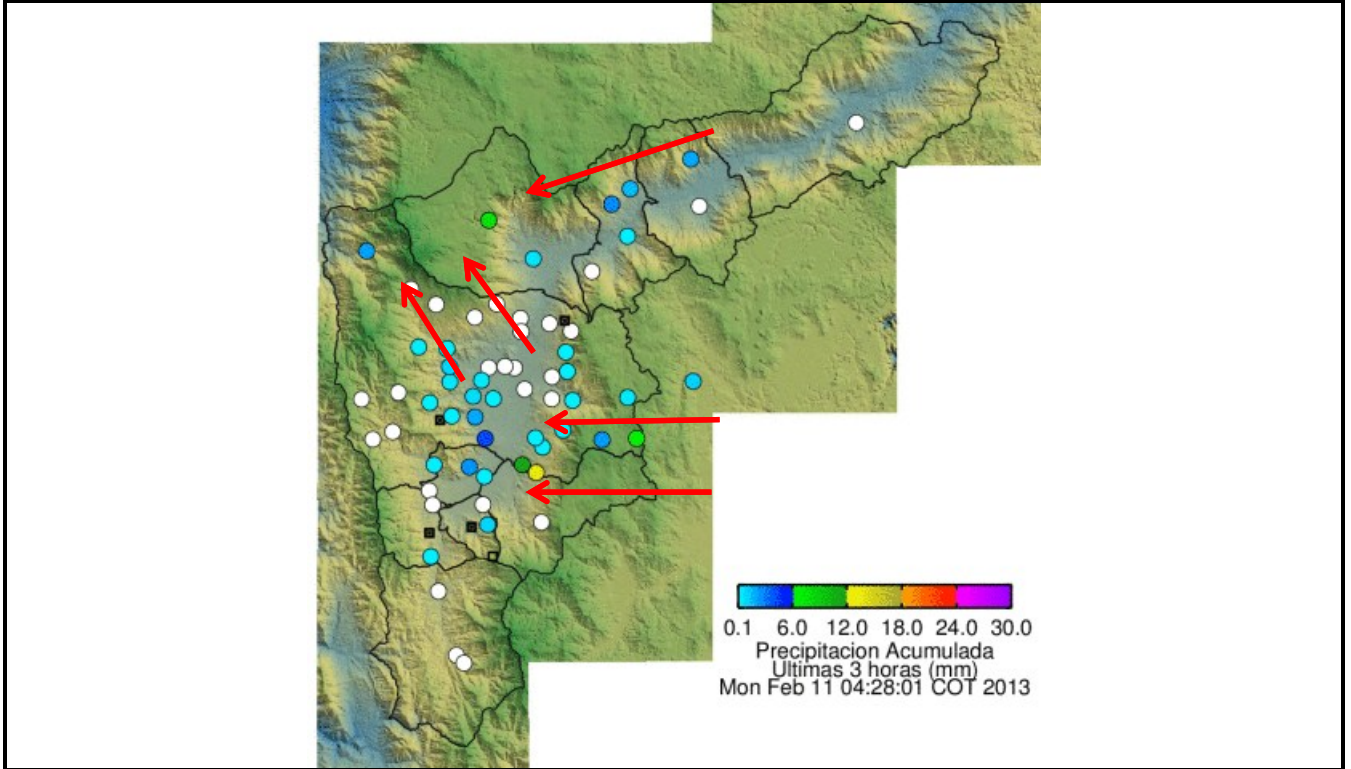 0.1 6.0 12.0 18.0 24.0 30.0
Precipitacion Acumulada
Ultimas 3 horas (mm)
Mon Feb 11 04:28:01 COT 2013